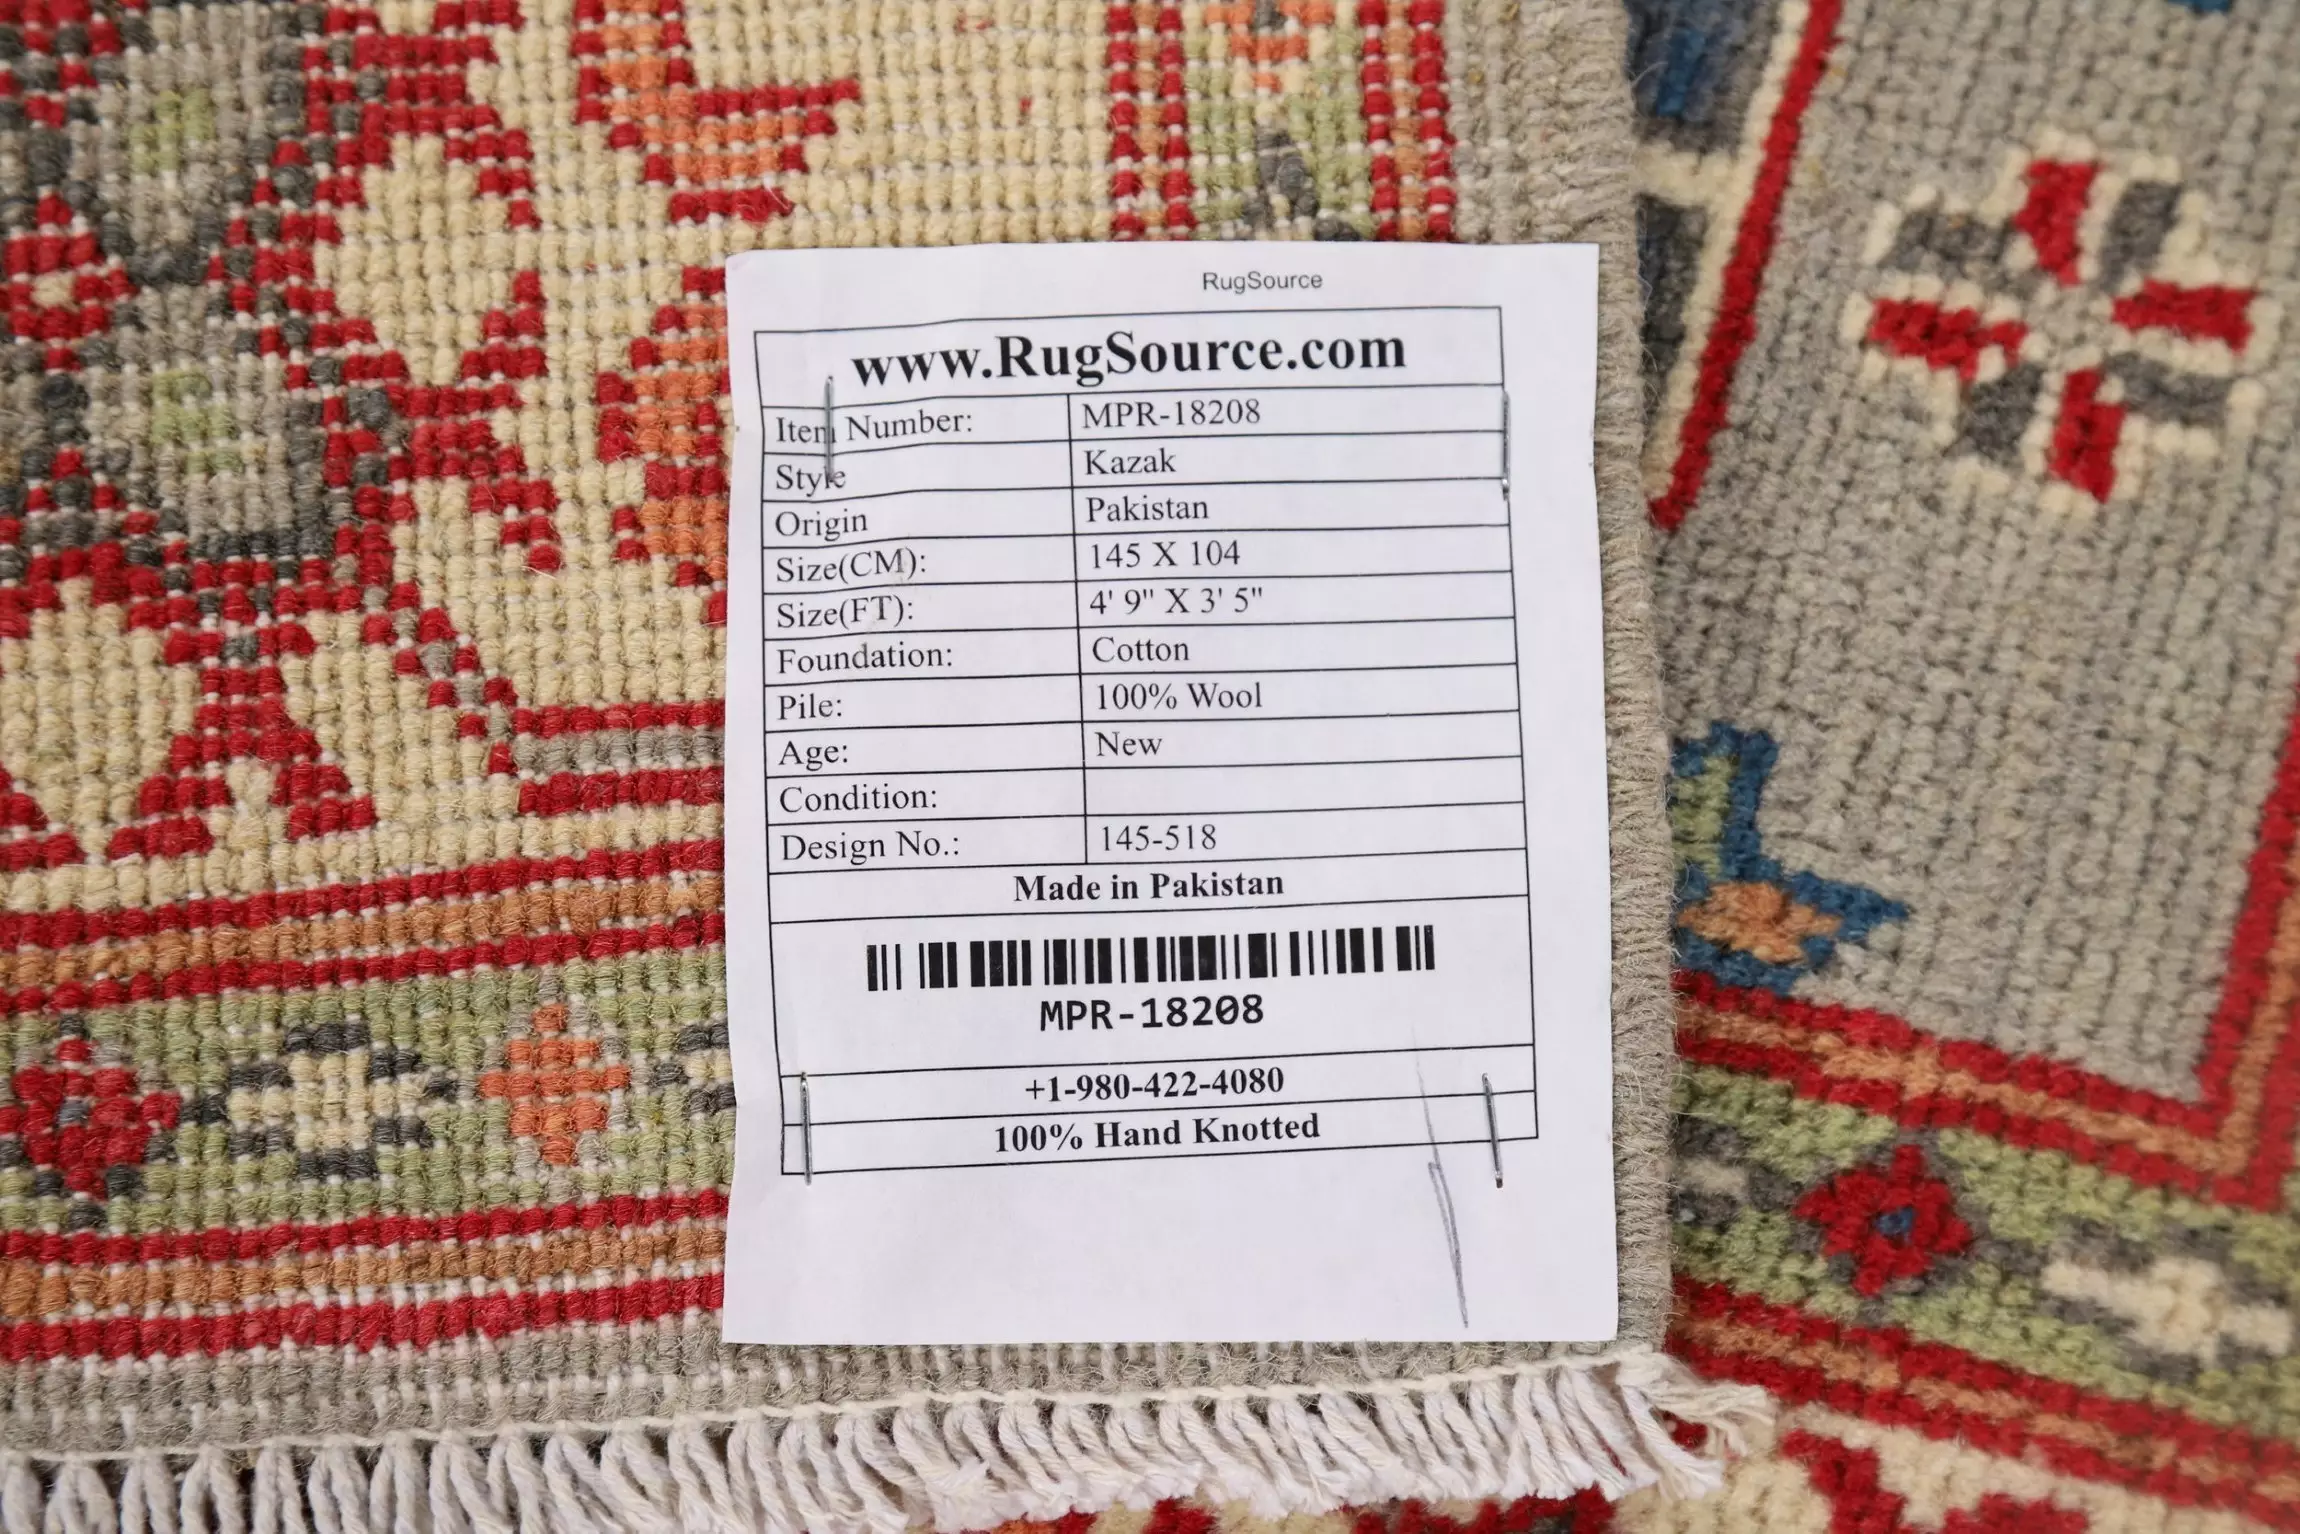 RugSource
www.RugSource.com
Item Number: MPR-18208
Style Kazak
Origin Pakistan
Size(CM): 145 X 104
Size(FT): 4' 9" X 3' 5"
Foundation: Cotton
Pile: 100% Wool
Age: New
Condition:
Design No.: 145-518
Made in Pakistan
MPR-18208
+1-980-422-4080
100% Hand Knotted